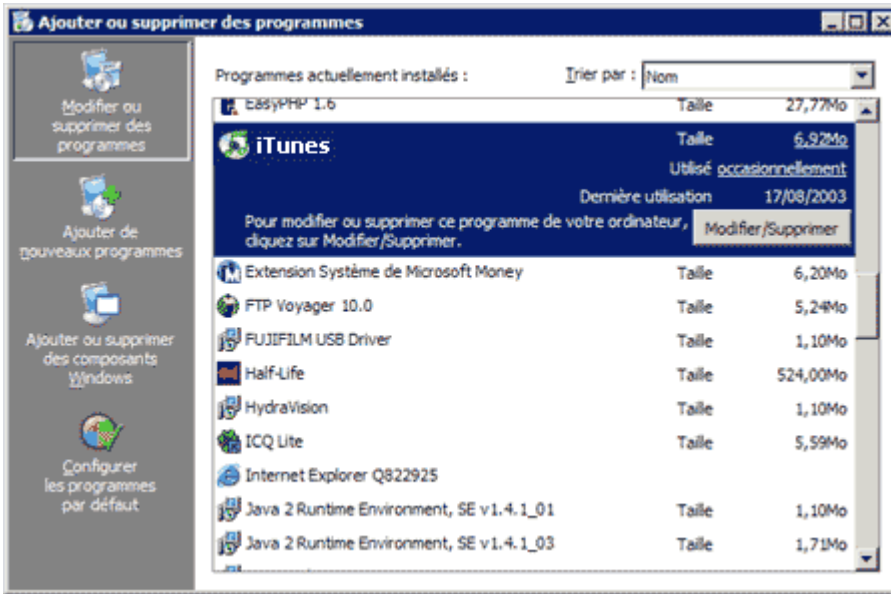 Ajouter ou supprimer des programmes
Modifier ou
supprimer des
programmes
Ajouter de
nouveaux programmes
Ajouter ou supprimer
des composants
Windows
Configurer
les programmes
par défaut
Programmes actuellement installés : Trier par : Nom
EasyPHP 1.6 Taille 27,77Mo
iTunes Taille 6,92Mo
Utilisé occasionnellement
Dernière utilisation 17/08/2003
Pour modifier ou supprimer ce programme de votre ordinateur,
cliquez sur Modifier/Supprimer. Modifier/Supprimer
Extension Système de Microsoft Money Taille 6,20Mo
FTP Voyager 10.0 Taille 5,24Mo
FUJIFILM USB Driver Taille 1,10Mo
Half-Life Taille 524,00Mo
HydraVision Taille 1,10Mo
ICQ Lite Taille 5,59Mo
Internet Explorer Q822925
Java 2 Runtime Environment, SE v1.4.1_01 Taille 1,10Mo
Java 2 Runtime Environment, SE v1.4.1_03 Taille 1,71Mo